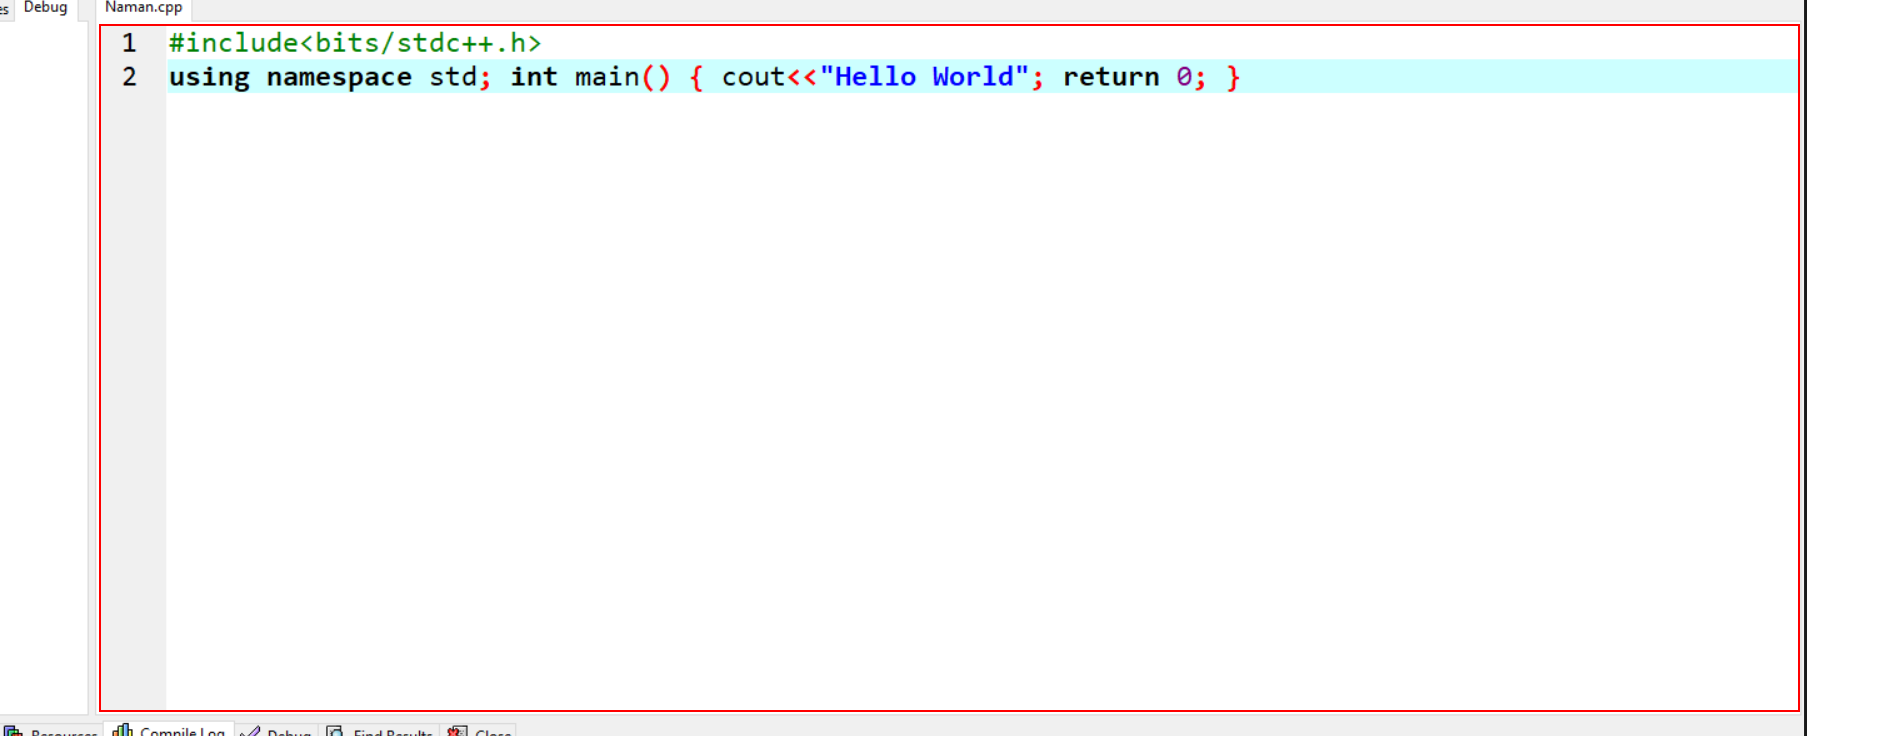 es Debug Naman.cpp
1 #include<bits/stdc++.h>
2 using namespace std; int main() { cout<<"Hello World"; return 0; }
Resources Compile Log Debug Find Results Close